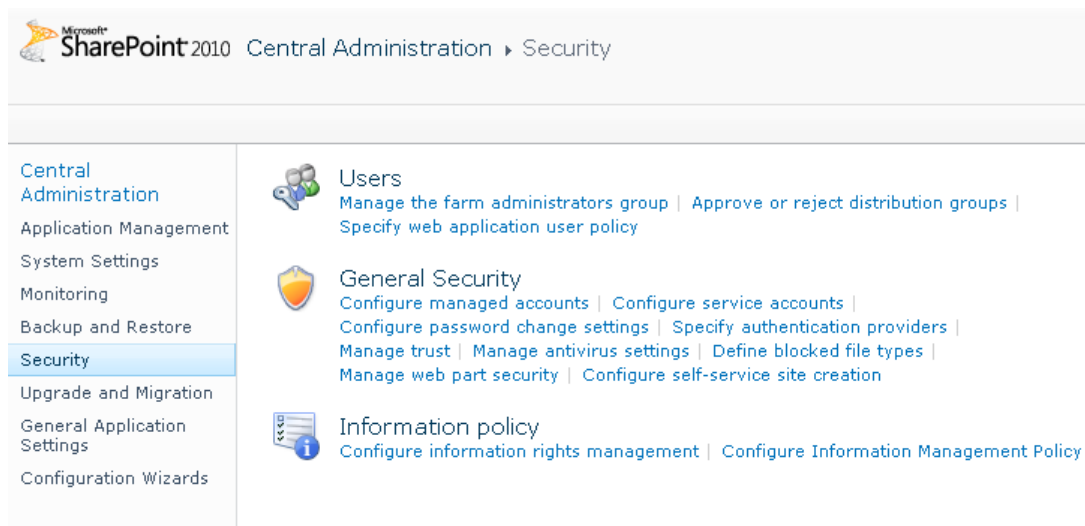 Microsoft®
SharePoint 2010 Central Administration ▸ Security
Central
Administration
Application Management
System Settings
Monitoring
Backup and Restore
Security
Upgrade and Migration
General Application
Settings
Configuration Wizards
Users
Manage the farm administrators group | Approve or reject distribution groups |
Specify web application user policy
General Security
Configure managed accounts | Configure service accounts |
Configure password change settings | Specify authentication providers |
Manage trust | Manage antivirus settings | Define blocked file types |
Manage web part security | Configure self-service site creation
Information policy
Configure information rights management | Configure Information Management Policy